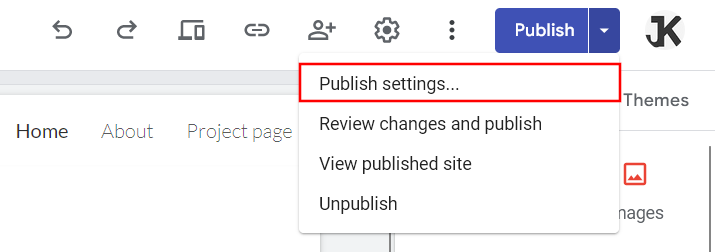 Publish
JK
Publish settings...
Themes
Home About Project page
Review changes and publish
View published site
Unpublish
mages